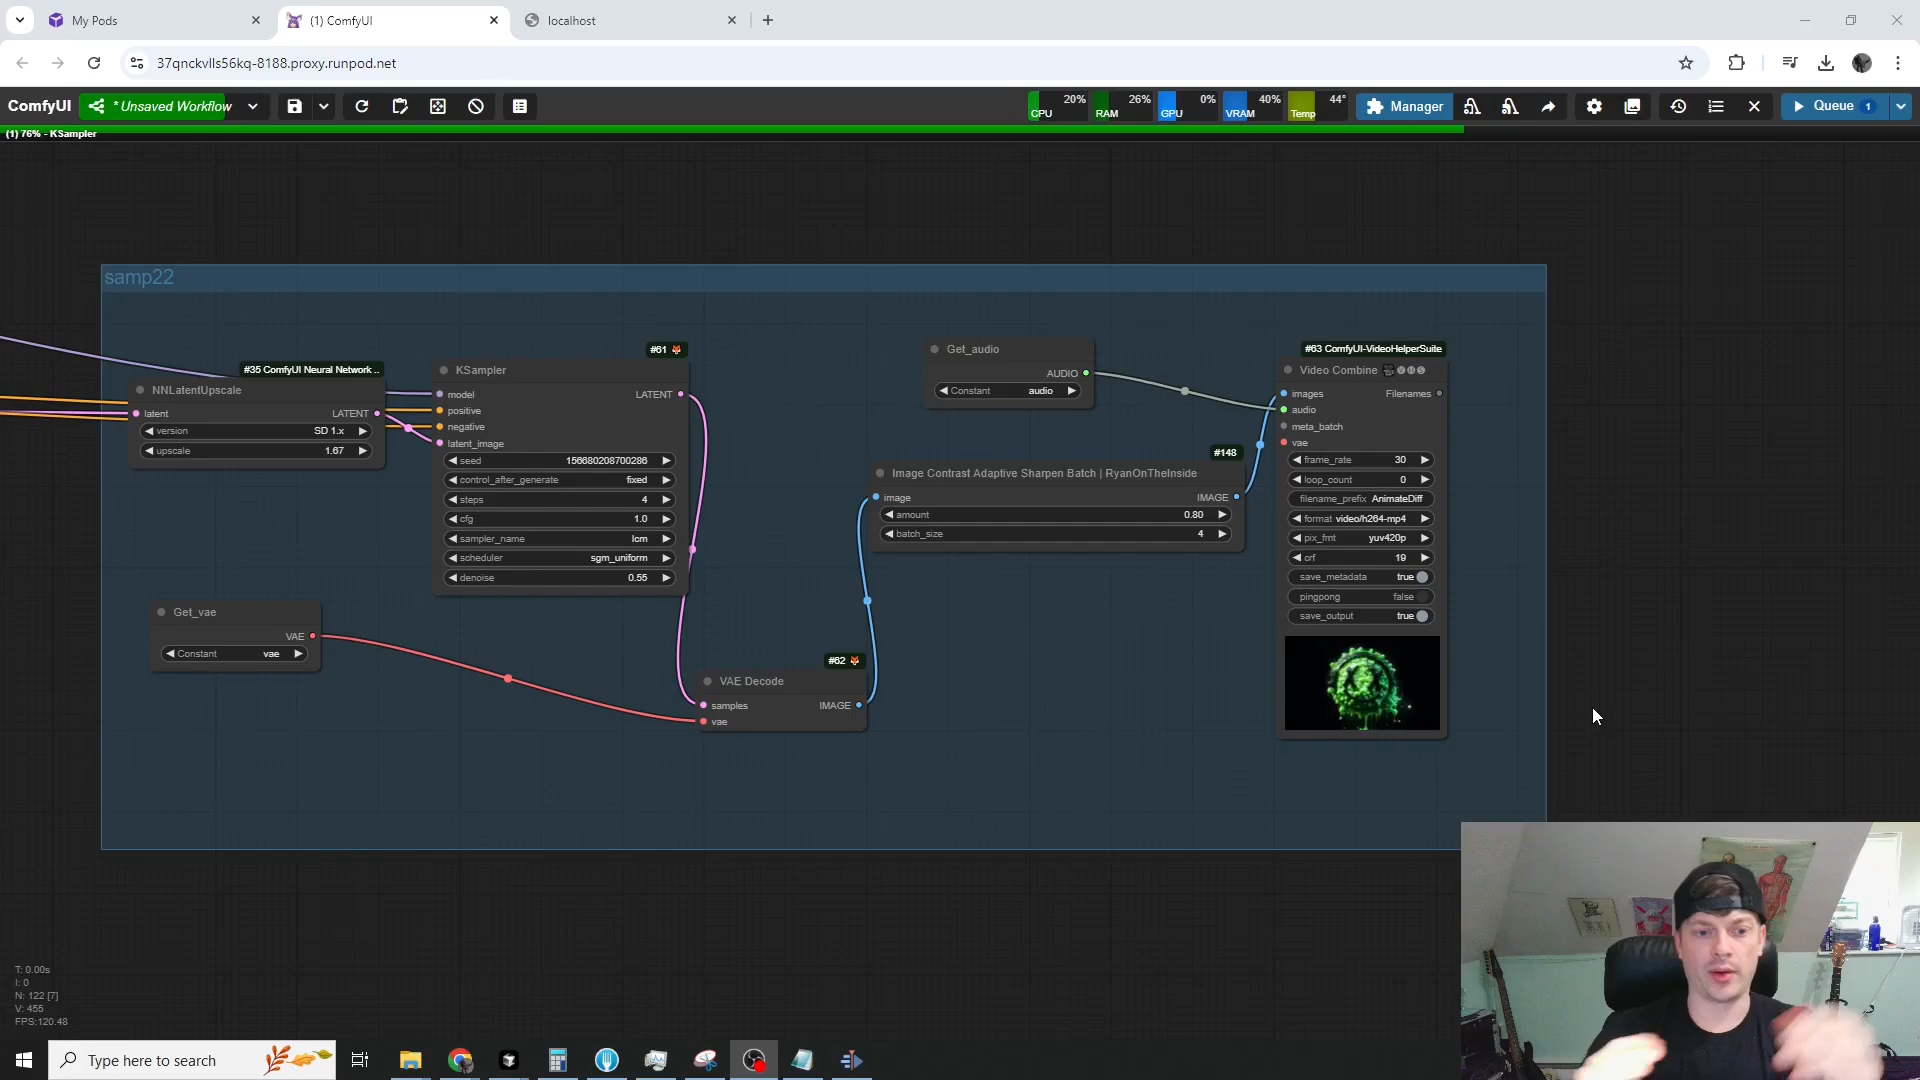 My Pods
(1) ComfyUI
localhost
37qnckvlls56kq-8188.proxy.runpod.net
ComfyUI
* Unsaved Workflow
CPU 20%
RAM 26%
GPU 0%
VRAM 40%
Temp 44°
Manager
Queue 1
(1) 76% - KSampler
samp22
#35 ComfyUI Neural Network ..
NNLatentUpscale
latent LATENT
version SD 1.x
upscale 1.67
#61
KSampler
model LATENT
positive
negative
latent_image
seed 156680208700286
control_after_generate fixed
steps 4
cfg 1.0
sampler_name lcm
scheduler sgm_uniform
denoise 0.55
Get_vae
VAE
Constant vae
#62
VAE Decode
samples IMAGE
vae
Get_audio
AUDIO
Constant audio
#148
Image Contrast Adaptive Sharpen Batch | RyanOnTheInside
image IMAGE
amount 0.80
batch_size 4
#63 ComfyUI-VideoHelperSuite
Video Combine
images Filenames
audio
meta_batch
vae
frame_rate 30
loop_count 0
filename_prefix AnimateDiff
format video/h264-mp4
pix_fmt yuv420p
crf 19
save_metadata true
pingpong false
save_output true
T: 0.00s
I: 0
N: 122 [7]
V: 455
FPS:120.48
Type here to search